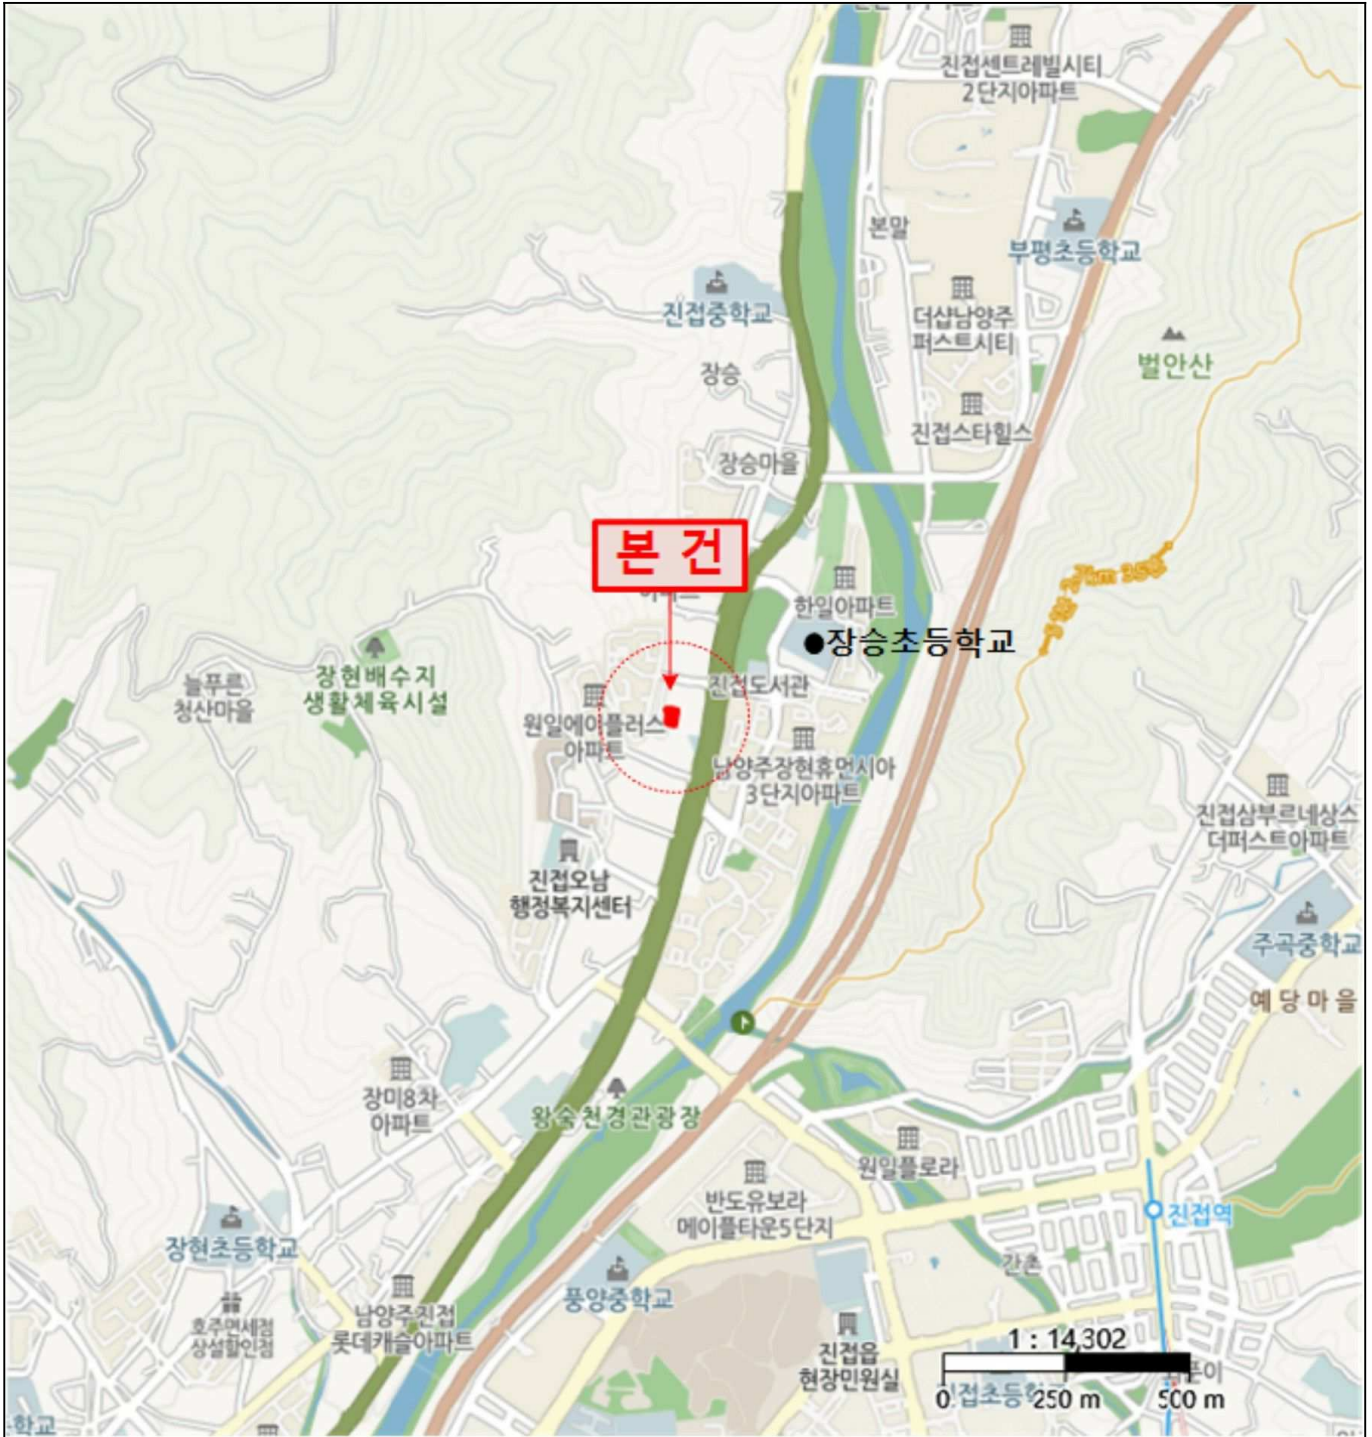 진접센트레빌시티
2단지아파트
본말
부평초등학교
진접중학교
더샵남양주
퍼스트시티
벌안산
장승
진접스타힐스
장승마을
본 건
한일아파트
장승초등학교
장현배수지
생활체육시설
늘푸른
청산마을
진접도서관
원일에이플러스
아파트
남양주장현휴먼시아
3단지아파트
진접삼부르네상스
더퍼스트아파트
진접오남
행정복지센터
주곡중학교
예당마을
장미8차
아파트
왕숙천경관광장
원일플로라
반도유보라
메이플타운5단지
진접역
장현초등학교
간촌
풍양중학교
호주면세점
상설할인점
남양주진접
롯데캐슬아파트
진접읍
현장민원실
1 : 14,302
0 250 m 500 m